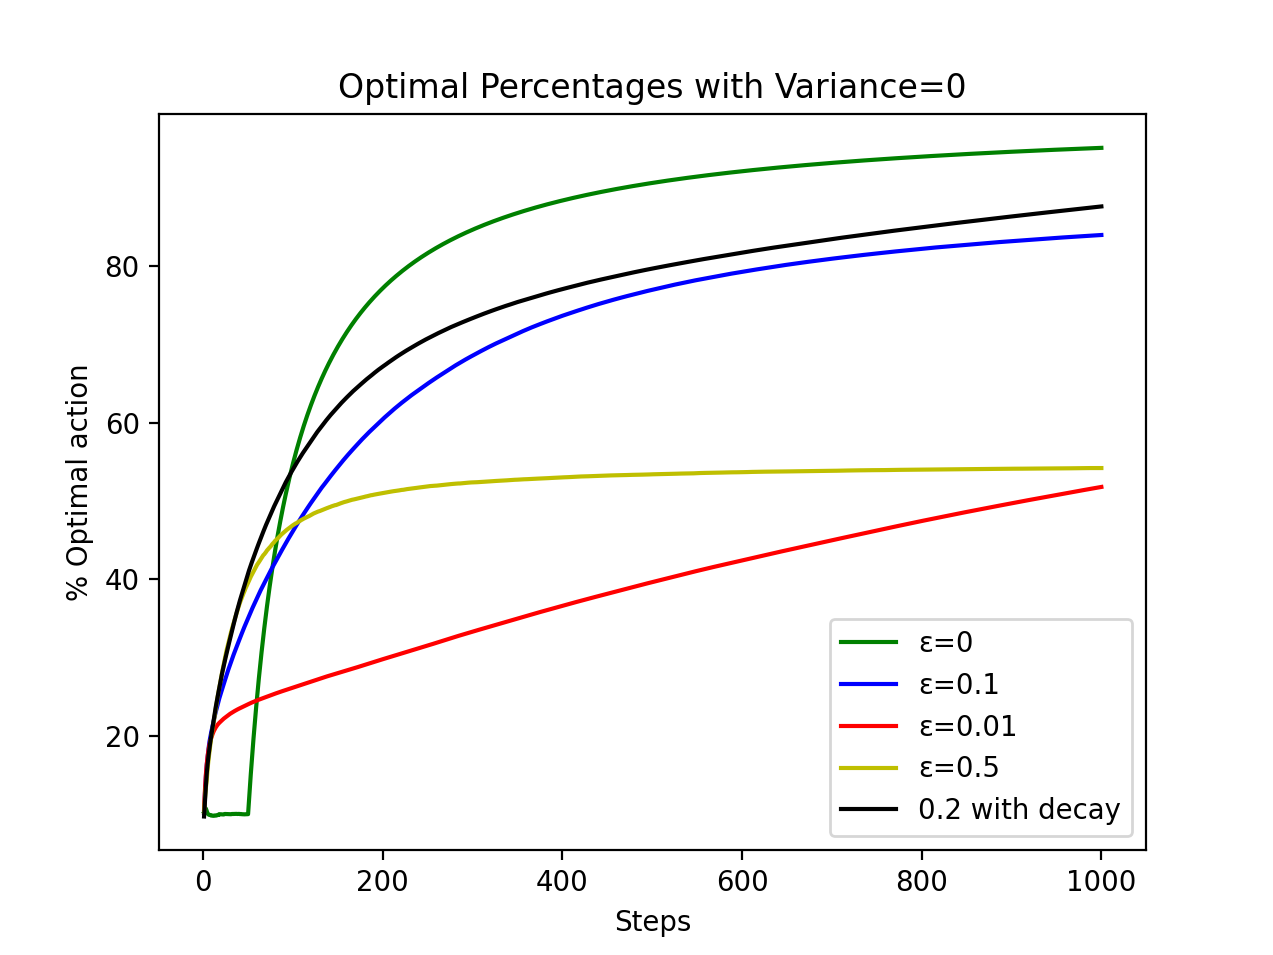 Optimal Percentages with Variance=0
% Optimal action
80
60
40
20
0
200
400
600
800
1000
Steps
ε=0
ε=0.1
ε=0.01
ε=0.5
0.2 with decay